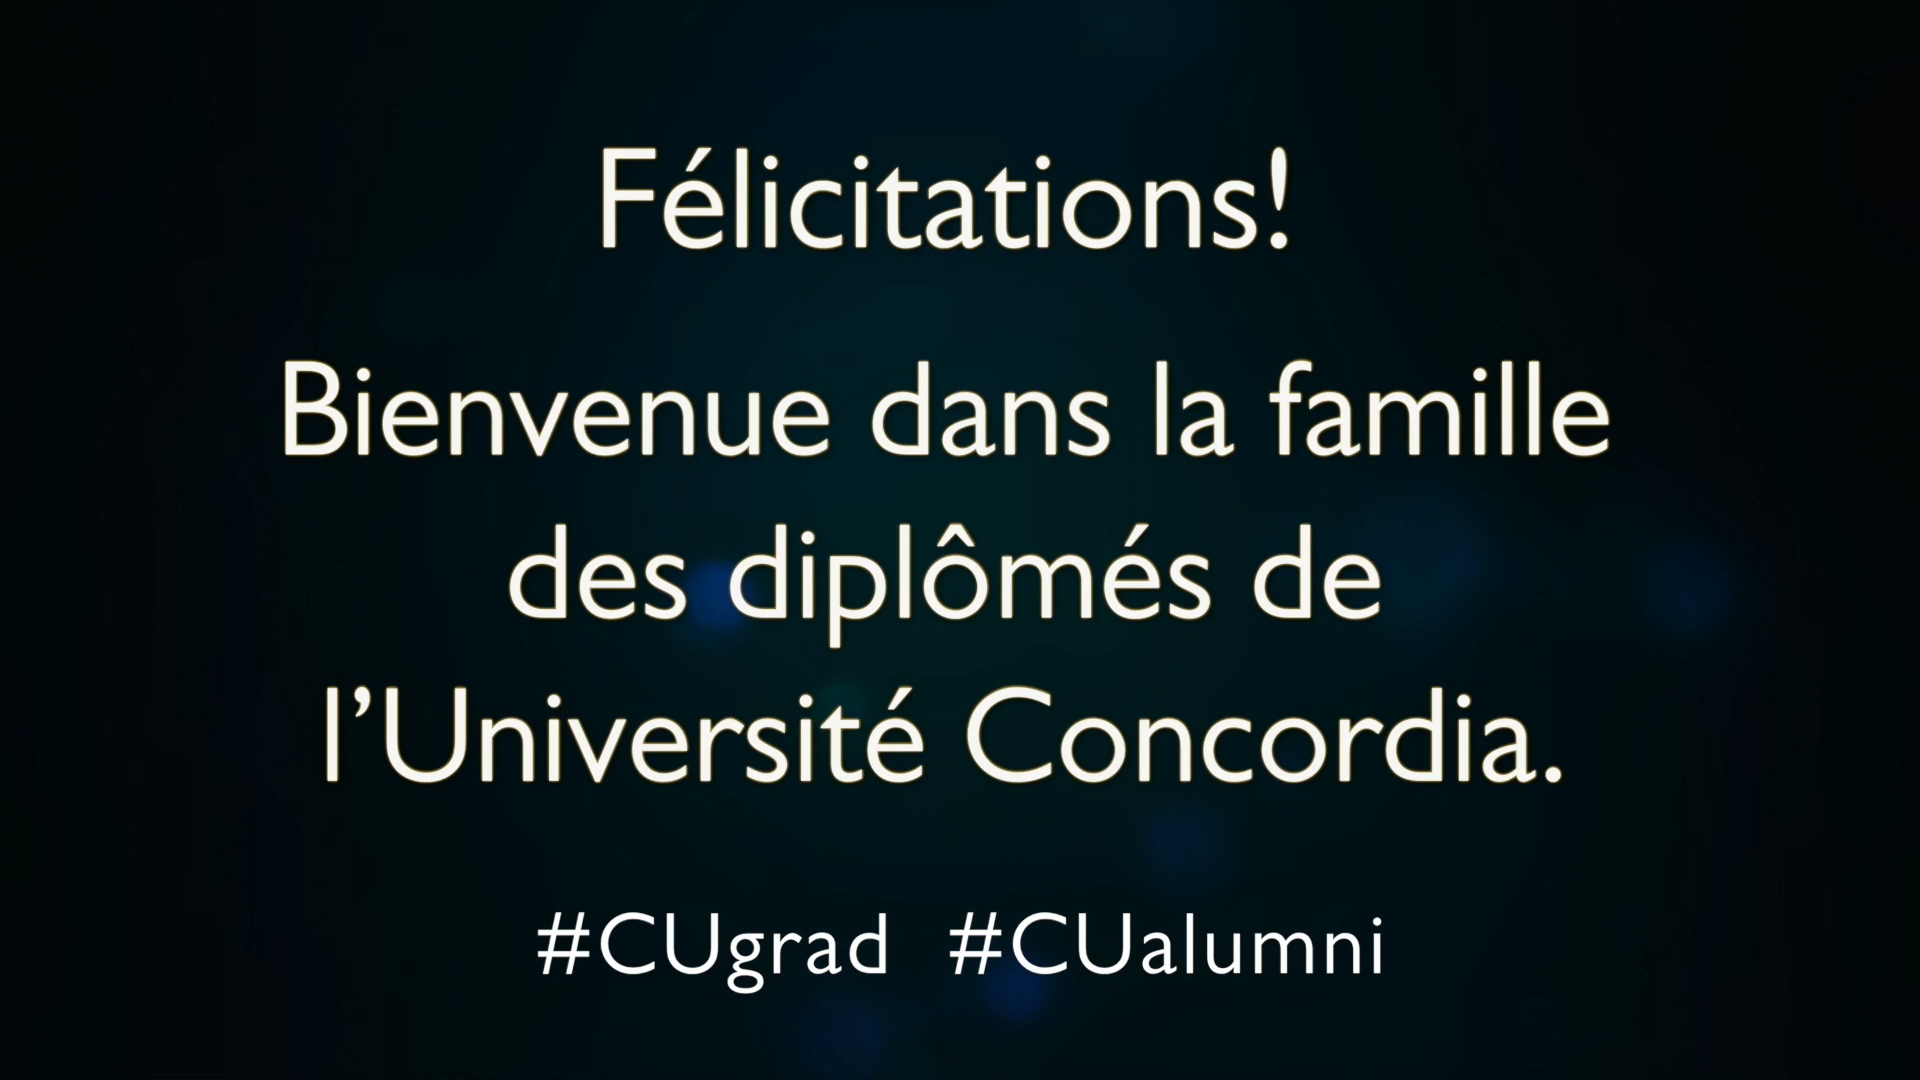 Félicitations!
Bienvenue dans la famille
des diplômés de
l’Université Concordia.
#CUgrad #CUalumni